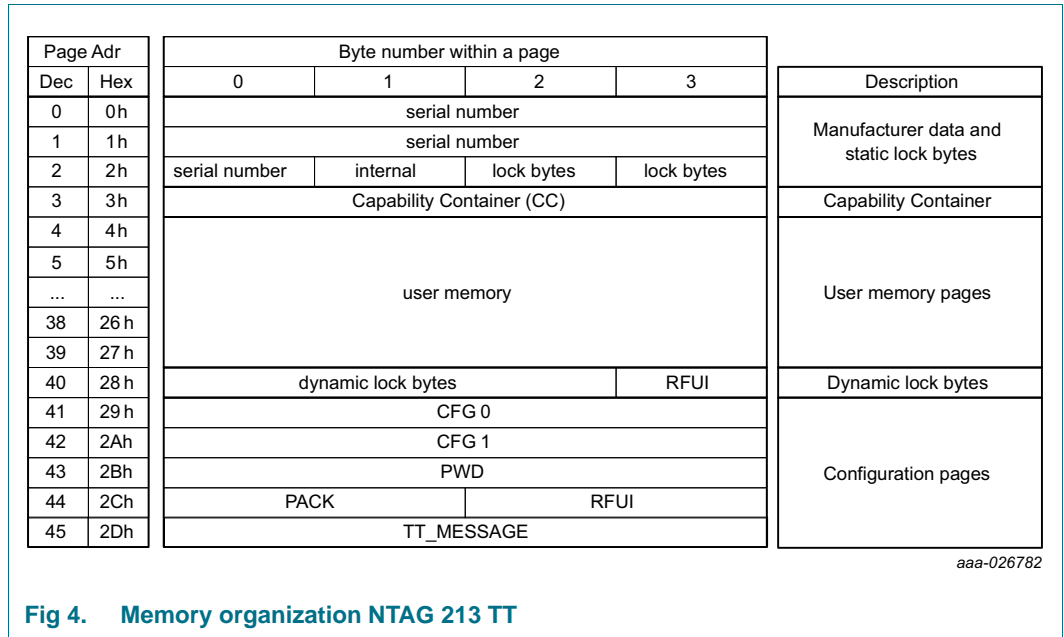 Page Adr Byte number within a page
Dec Hex 0 1 2 3 Description
0 0h serial number
Manufacturer data and
1 1h serial number
static lock bytes
2 2h serial number internal lock bytes lock bytes
3 3h Capability Container (CC) Capability Container
4 4h
5 5h
... ... user memory User memory pages
38 26h
39 27h
40 28h dynamic lock bytes RFUI Dynamic lock bytes
41 29h CFG 0
42 2Ah CFG 1
43 2Bh PWD Configuration pages
44 2Ch PACK RFUI
45 2Dh TT_MESSAGE
aaa-026782
Fig 4. Memory organization NTAG 213 TT